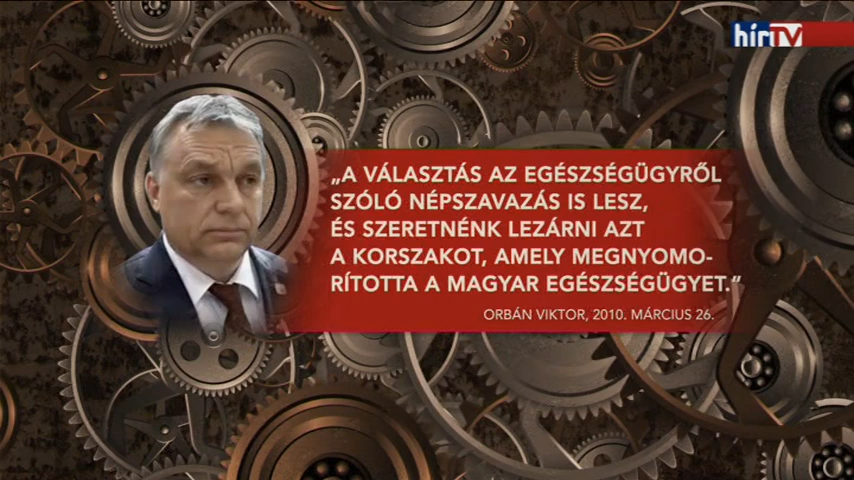 hírTV
„A VÁLASZTÁS AZ EGÉSZSÉGÜGYRŐL
SZÓLÓ NÉPSZAVAZÁS IS LESZ,
ÉS SZERETNÉNK LEZÁRNI AZT
A KORSZAKOT, AMELY MEGNYOMO-
RÍTOTTA A MAGYAR EGÉSZSÉGÜGYET.”
ORBÁN VIKTOR, 2010. MÁRCIUS 26.